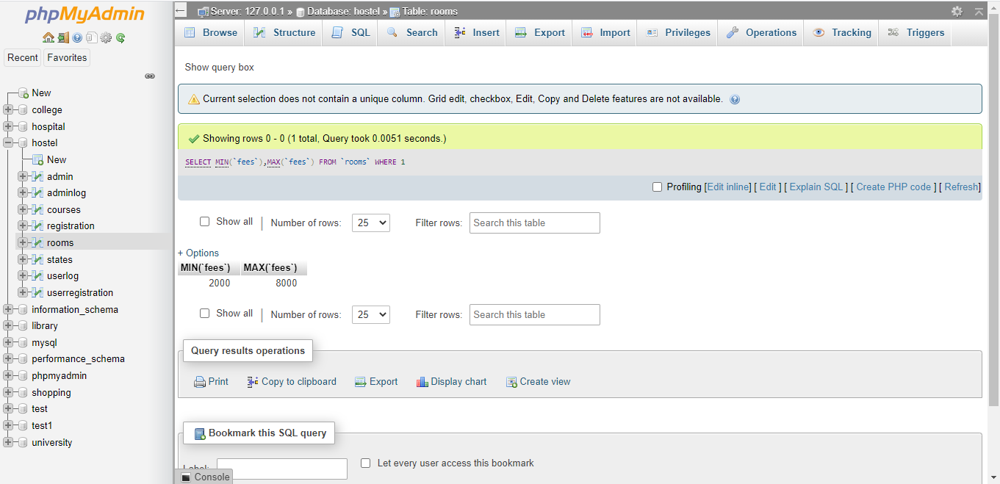 phpMyAdmin
Recent Favorites
New
college
hospital
hostel
New
admin
adminlog
courses
registration
rooms
states
userlog
userregistration
information_schema
library
mysql
performance_schema
phpmyadmin
shopping
test
test1
university
Server: 127.0.0.1 » Database: hostel » Table: rooms
Browse Structure SQL Search Insert Export Import Privileges Operations Tracking Triggers
Show query box
Current selection does not contain a unique column. Grid edit, checkbox, Edit, Copy and Delete features are not available.
Showing rows 0 - 0 (1 total, Query took 0.0051 seconds.)
SELECT MIN(`fees`),MAX(`fees`) FROM `rooms` WHERE 1
Profiling [Edit inline] [ Edit ] [ Explain SQL ] [ Create PHP code ] [ Refresh]
Show all | Number of rows: 25 Filter rows: Search this table
+ Options
MIN(`fees`) MAX(`fees`)
2000 8000
Show all | Number of rows: 25 Filter rows: Search this table
Query results operations
Print Copy to clipboard Export Display chart Create view
Bookmark this SQL query
Label: Let every user access this bookmark
Console